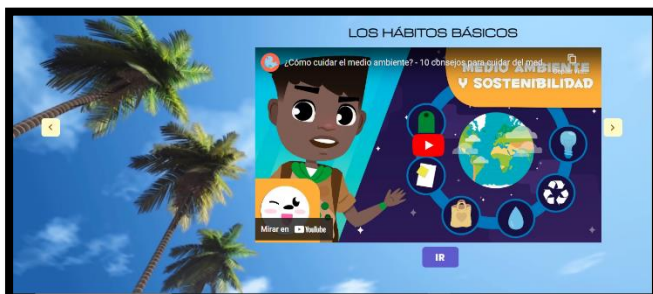 LOS HÁBITOS BÁSICOS
¿Cómo cuidar el medio ambiente? - 10 consejos para cuidar del med...
MEDIO AMBIENTE
Y SOSTENIBILIDAD
Mirar en YouTube
IR